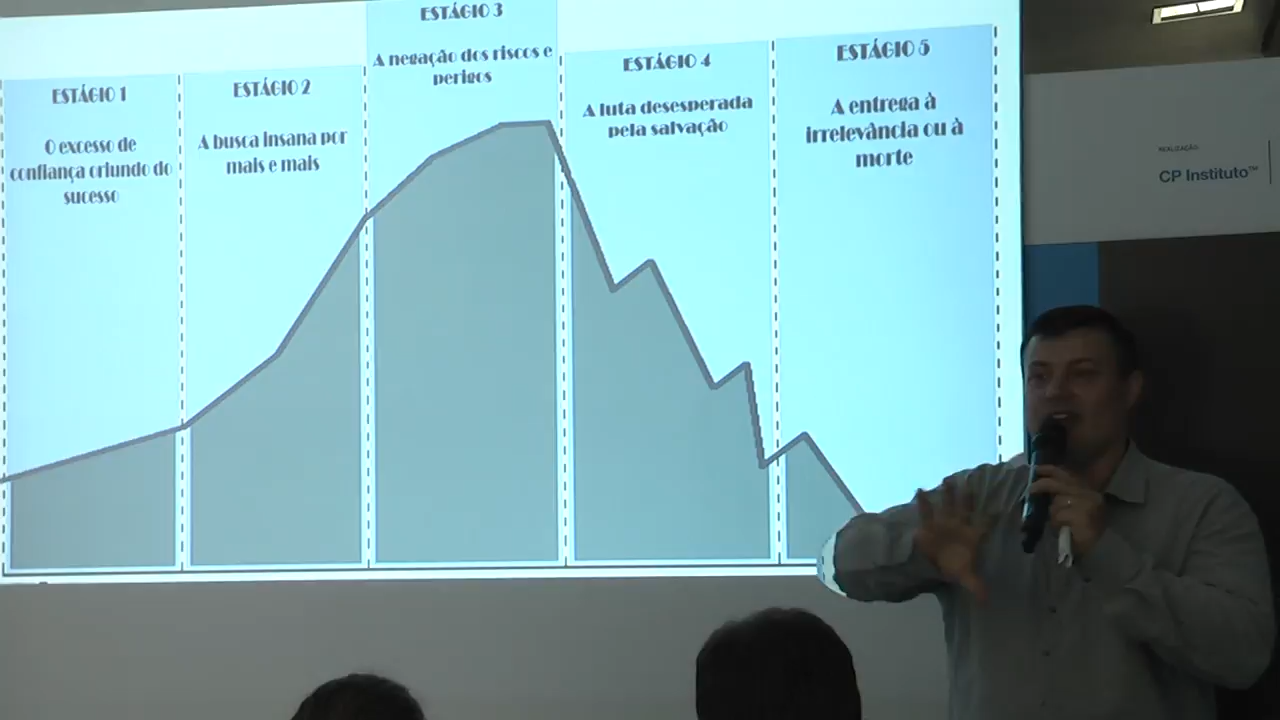 ESTÁGIO 1
O excesso de
confiança oriundo do
sucesso
ESTÁGIO 2
A busca insana por
mais e mais
ESTÁGIO 3
A negação dos riscos e
perigos
ESTÁGIO 4
A luta desesperada
pela salvação
ESTÁGIO 5
A entrega à
irrelevância ou à
morte
REALIZAÇÃO:
CP Instituto™